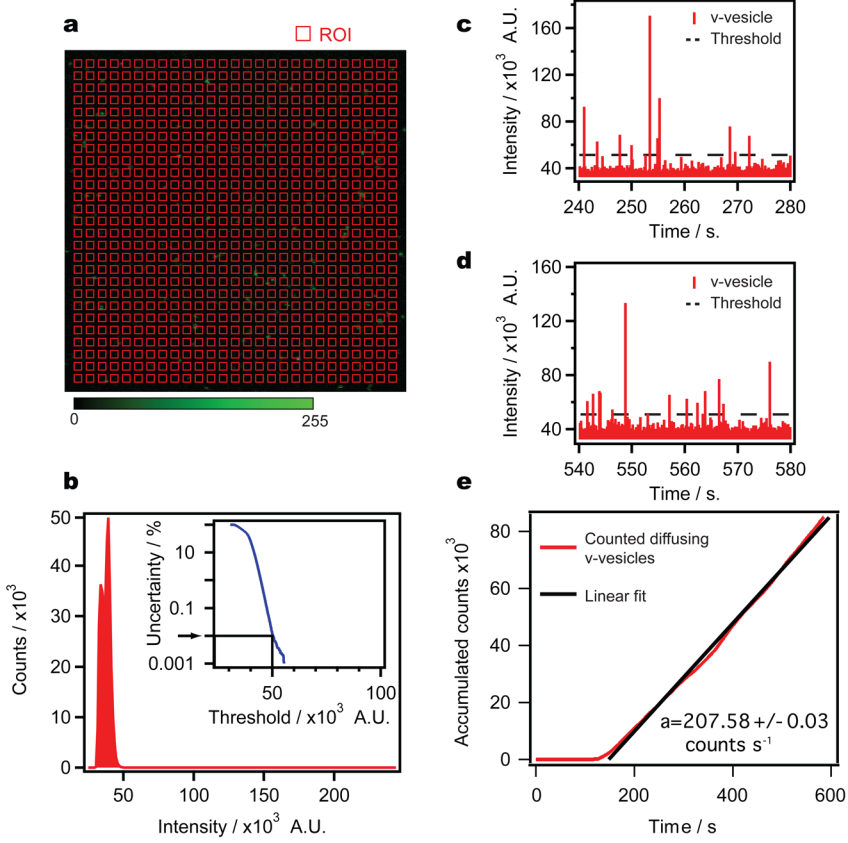 a
ROI
0
255
b
50
40
30
20
10
0
Counts / x10³
50
100
150
200
Intensity / x10³ A.U.
10
0.1
0.001
Uncertainty / %
50
100
Threshold / x10³ A.U.
c
v-vesicle
Threshold
160
120
80
40
Intensity / x10³ A.U.
240
250
260
270
280
Time / s.
d
v-vesicle
Threshold
160
120
80
40
Intensity / x10³ A.U.
540
550
560
570
580
Time / s.
e
Counted diffusing
v-vesicles
Linear fit
80
60
40
20
0
Accumulated counts x10³
a=207.58 +/- 0.03
counts s⁻¹
0
200
400
600
Time / s